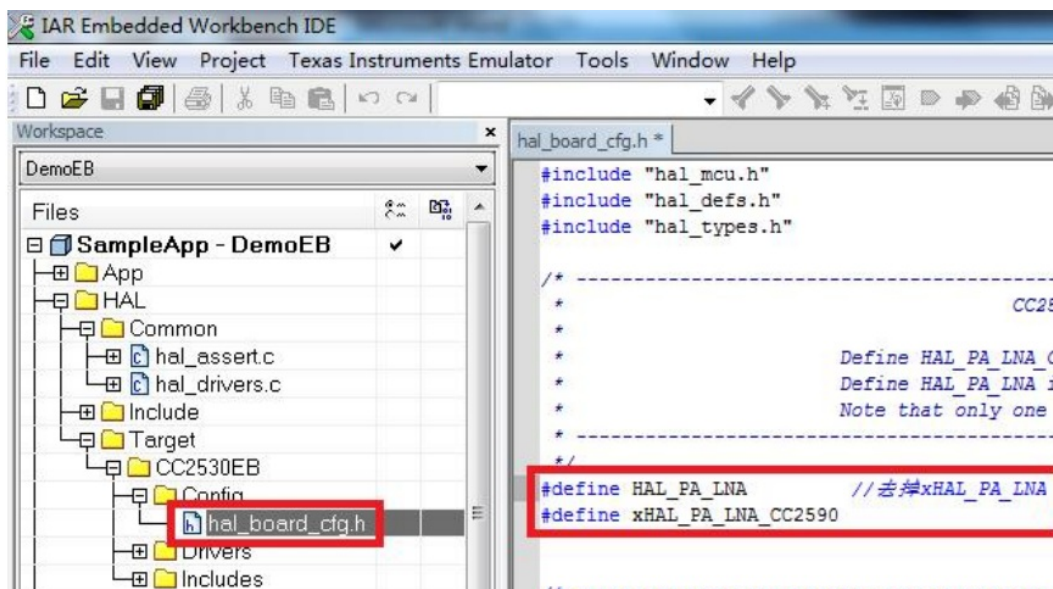 IAR Embedded Workbench IDE
File Edit View Project Texas Instruments Emulator Tools Window Help
Workspace
DemoEB
Files
SampleApp - DemoEB
App
HAL
Common
hal_assert.c
hal_drivers.c
Include
Target
CC2530EB
Config
hal_board_cfg.h
Drivers
Includes
hal_board_cfg.h *
#include "hal_mcu.h"
#include "hal_defs.h"
#include "hal_types.h"
/* ------------------------------------------------
*
*
* Define HAL_PA_LNA_
* Define HAL_PA_LNA
* Note that only one
* ------------------------------------------------
*/
#define HAL_PA_LNA //去掉xHAL_PA_LNA
#define xHAL_PA_LNA_CC2590